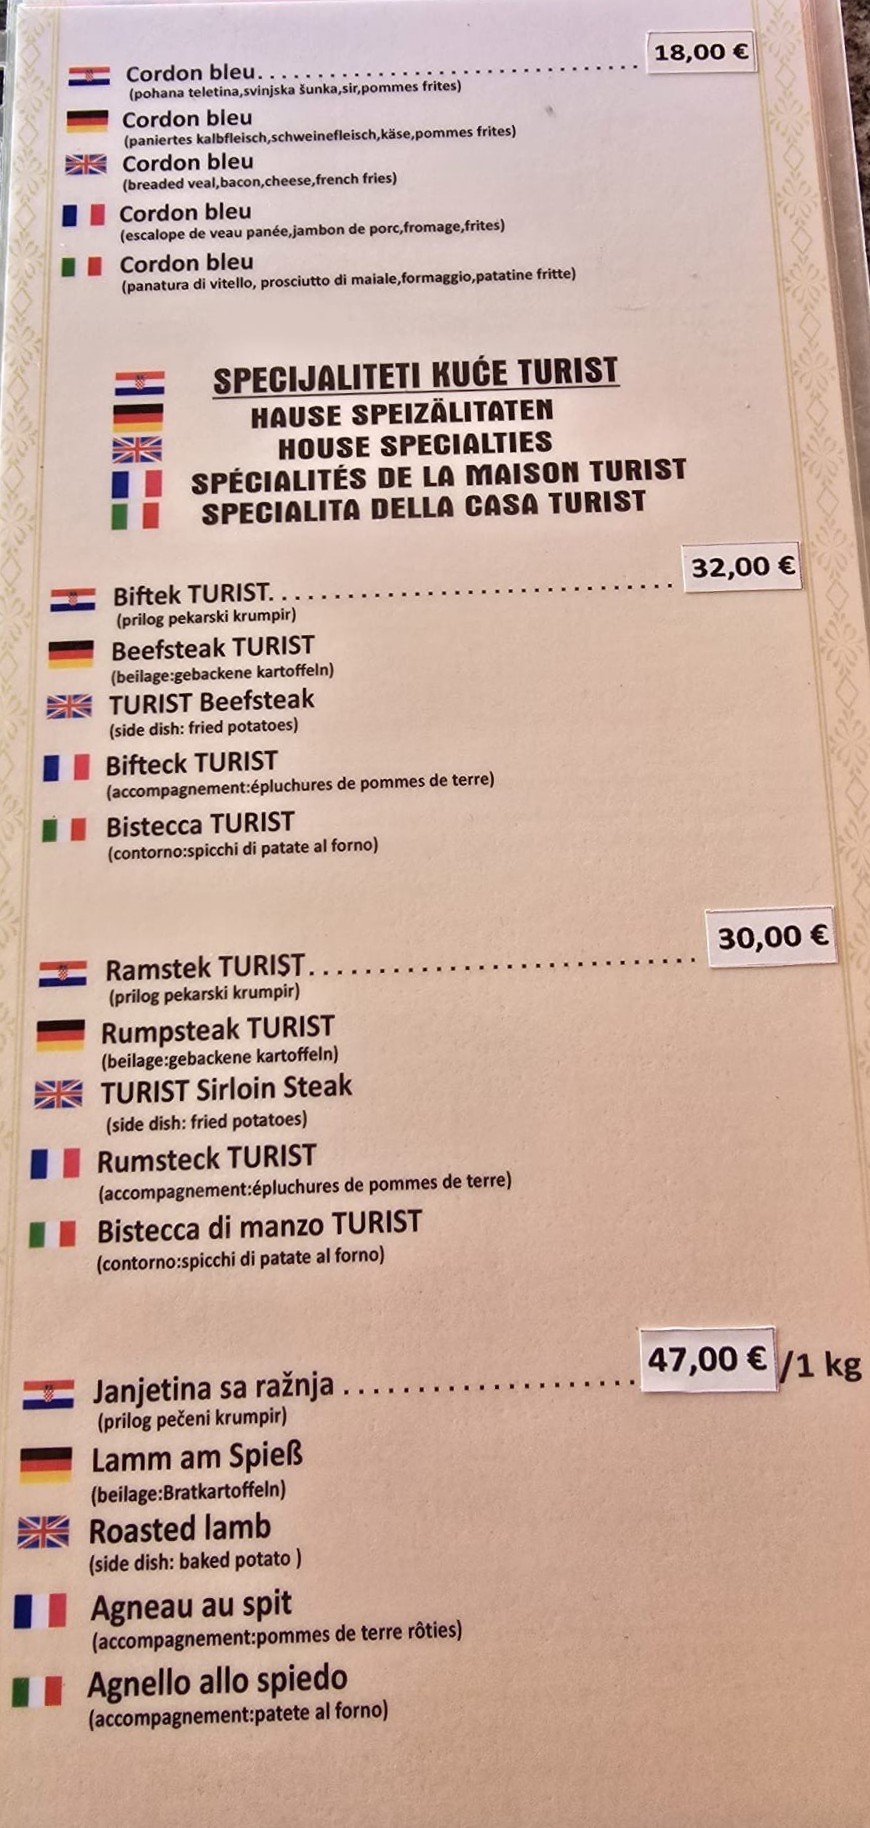 Cordon bleu................................ 18,00 €
(pohana teletina,svinjska šunka,sir,pommes frites)
Cordon bleu
(paniertes kalbfleisch,schweinefleisch,käse,pommes frites)
Cordon bleu
(breaded veal,bacon,cheese,french fries)
Cordon bleu
(escalope de veau panée,jambon de porc,fromage,frites)
Cordon bleu
(panatura di vitello, prosciutto di maiale,formaggio,patatine fritte)
SPECIJALITETI KUĆE TURIST
HAUSE SPEIZÄLITATEN
HOUSE SPECIALTIES
SPÉCIALITÉS DE LA MAISON TURIST
SPECIALITA DELLA CASA TURIST
Biftek TURIST............................... 32,00 €
(prilog pekarski krumpir)
Beefsteak TURIST
(beilage:gebackene kartoffeln)
TURIST Beefsteak
(side dish: fried potatoes)
Bifteck TURIST
(accompagnement:épluchures de pommes de terre)
Bistecca TURIST
(contorno:spicchi di patate al forno)
Ramstek TURIST............................. 30,00 €
(prilog pekarski krumpir)
Rumpsteak TURIST
(beilage:gebackene kartoffeln)
TURIST Sirloin Steak
(side dish: fried potatoes)
Rumsteck TURIST
(accompagnement:épluchures de pommes de terre)
Bistecca di manzo TURIST
(contorno:spicchi di patate al forno)
Janjetina sa ražnja ..................... 47,00 € /1 kg
(prilog pečeni krumpir)
Lamm am Spieß
(beilage:Bratkartoffeln)
Roasted lamb
(side dish: baked potato )
Agneau au spit
(accompagnement:pommes de terre rôties)
Agnello allo spiedo
(accompagnement:patete al forno)